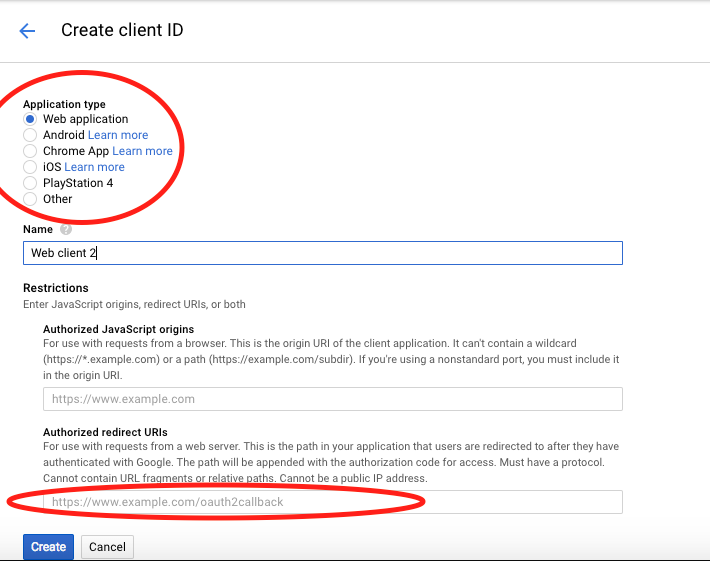 Create client ID
Application type
Web application
Android Learn more
Chrome App Learn more
iOS Learn more
PlayStation 4
Other
Name ?
Web client 2
Restrictions
Enter JavaScript origins, redirect URIs, or both
Authorized JavaScript origins
For use with requests from a browser. This is the origin URI of the client application. It can't contain a wildcard
(https://*.example.com) or a path (https://example.com/subdir). If you're using a nonstandard port, you must include it
in the origin URI.
https://www.example.com
Authorized redirect URIs
For use with requests from a web server. This is the path in your application that users are redirected to after they have
authenticated with Google. The path will be appended with the authorization code for access. Must have a protocol.
Cannot contain URL fragments or relative paths. Cannot be a public IP address.
https://www.example.com/oauth2callback
Create Cancel